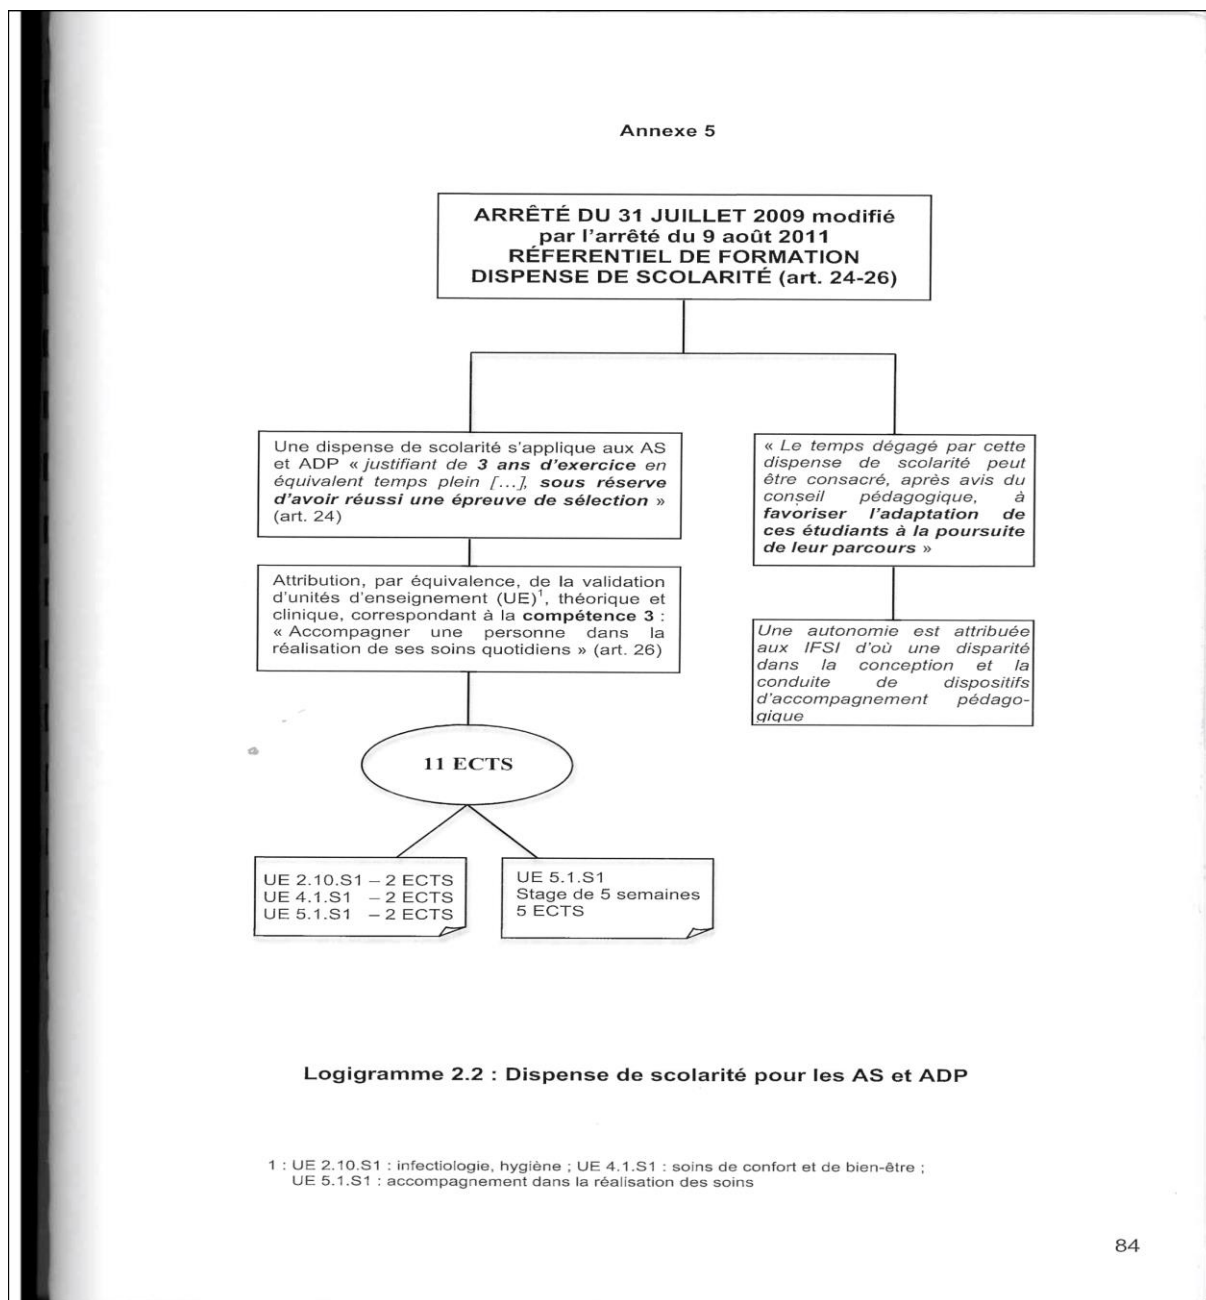 Annexe 5
ARRÊTÉ DU 31 JUILLET 2009 modifié
par l'arrêté du 9 août 2011
RÉFERENTIEL DE FORMATION
DISPENSE DE SCOLARITÉ (art. 24-26)
Une dispense de scolarité s'applique aux AS
et ADP « justifiant de 3 ans d'exercice en
équivalent temps plein [...], sous réserve
d'avoir réussi une épreuve de sélection »
(art. 24)
Attribution, par équivalence, de la validation
d'unités d'enseignement (UE)1, théorique et
clinique, correspondant à la compétence 3 :
« Accompagner une personne dans la
réalisation de ses soins quotidiens » (art. 26)
11 ECTS
UE 2.10.S1 – 2 ECTS
UE 4.1.S1 – 2 ECTS
UE 5.1.S1 – 2 ECTS
UE 5.1.S1
Stage de 5 semaines
5 ECTS
« Le temps dégagé par cette
dispense de scolarité peut
être consacré, après avis du
conseil pédagogique, à
favoriser l'adaptation de
ces étudiants à la poursuite
de leur parcours »
Une autonomie est attribuée
aux IFSI d'où une disparité
dans la conception et la
conduite de dispositifs
d'accompagnement pédago-
gique
Logigramme 2.2 : Dispense de scolarité pour les AS et ADP
1 : UE 2.10.S1 : infectiologie, hygiène ; UE 4.1.S1 : soins de confort et de bien-être ;
UE 5.1.S1 : accompagnement dans la réalisation des soins
84